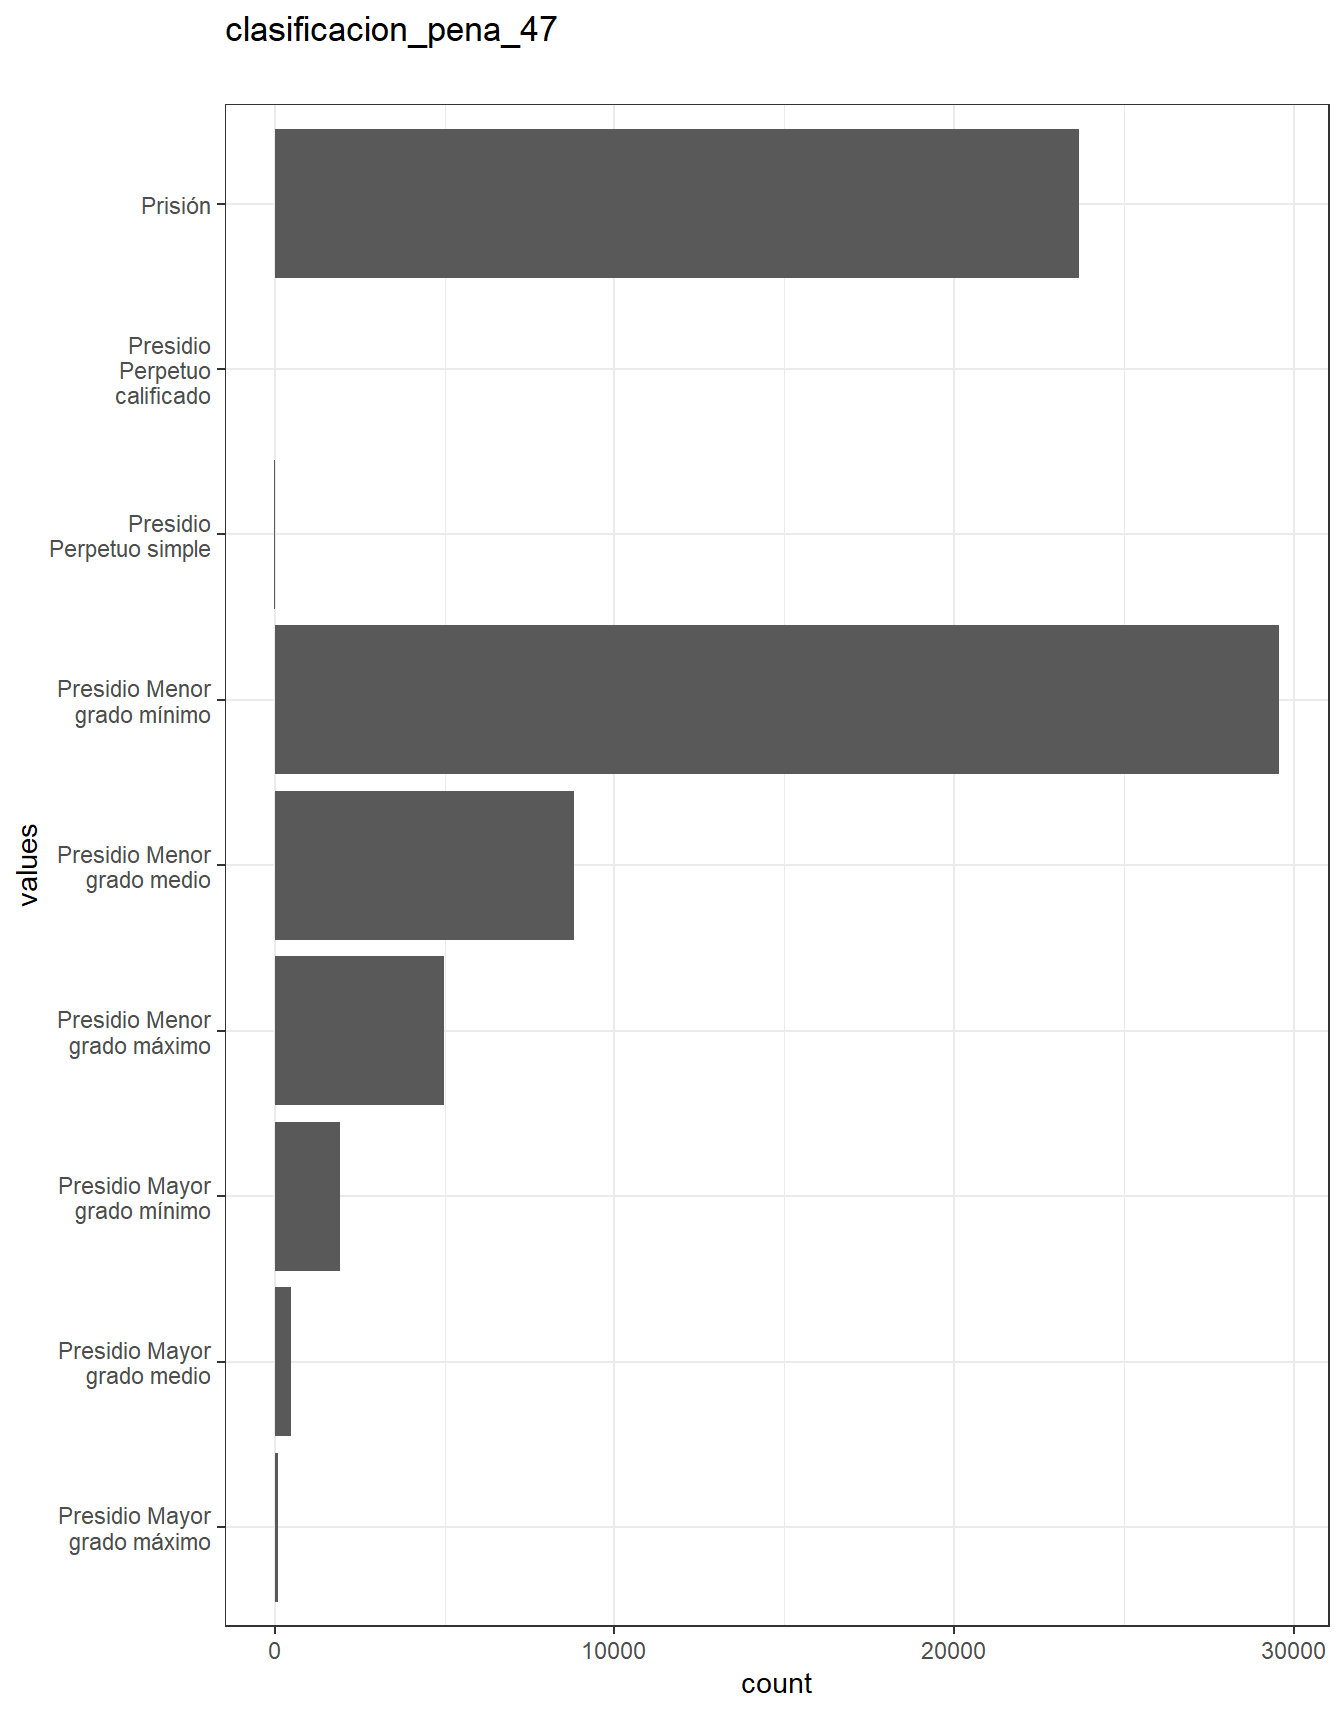 clasificacion_pena_47
Prisión
Presidio
Perpetuo
calificado
Presidio
Perpetuo simple
Presidio Menor
grado mínimo
Presidio Menor
grado medio
Presidio Menor
grado máximo
Presidio Mayor
grado mínimo
Presidio Mayor
grado medio
Presidio Mayor
grado máximo
values
0 10000 20000 30000
count